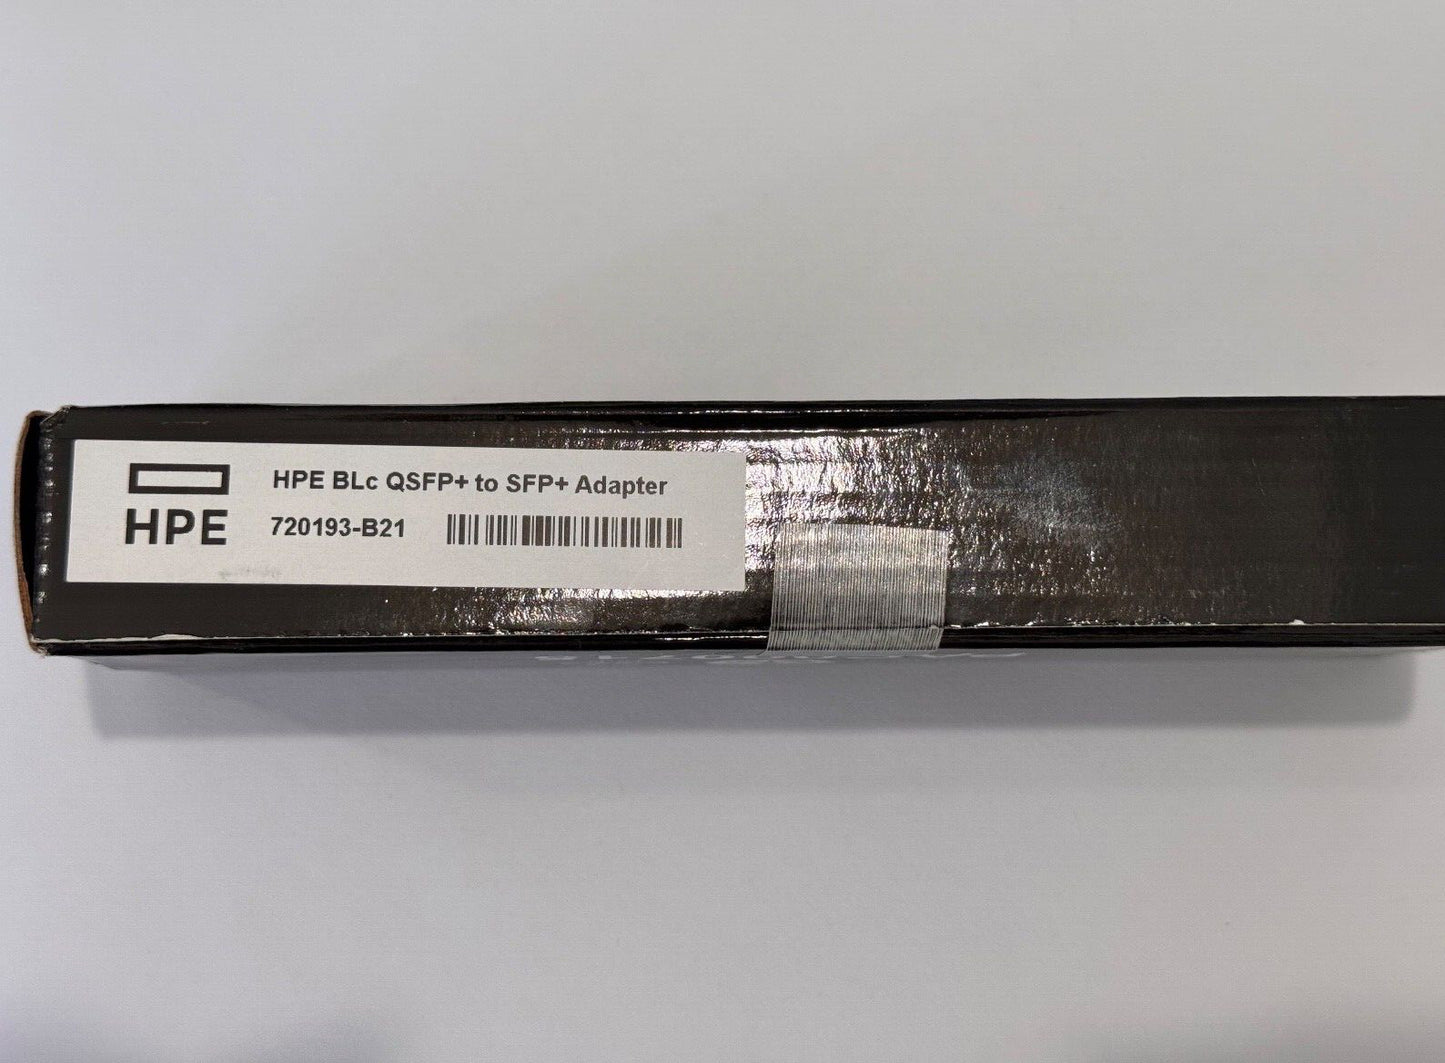 HPE BLc QSFP+ to SFP+ Adapter
HPE
720193-B21